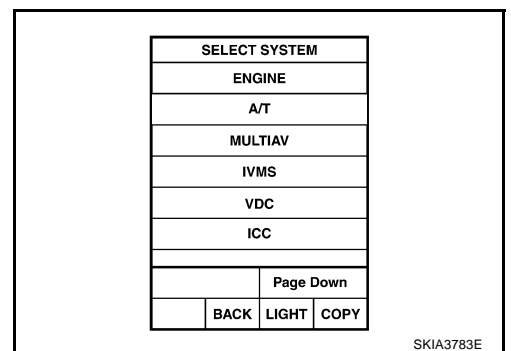 SELECT SYSTEM
ENGINE
A/T
MULTIAV
IVMS
VDC
ICC
Page Down
BACK LIGHT COPY
SKIA3783E